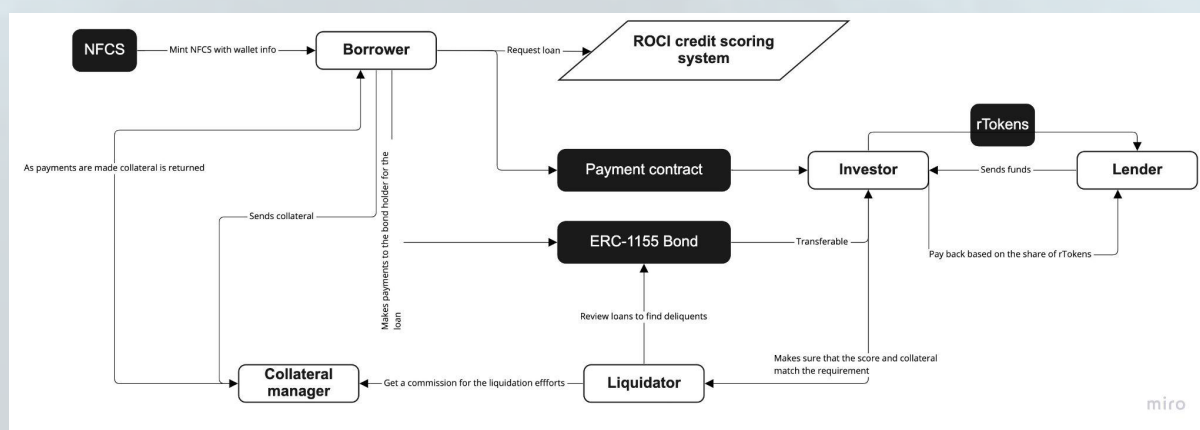 NFCS
Mint NFCS with wallet info
Borrower
Request loan
ROCI credit scoring
system
rTokens
As payments are made collateral is returned
Makes payments to the bond holder for the
loan
Payment contract
Investor
Sends funds
Lender
Sends collateral
ERC-1155 Bond
Transferable
Pay back based on the share of rTokens
Review loans to find deliquents
Makes sure that the score and collateral
match the requirement
Collateral
manager
Get a commission for the liquidation effforts
Liquidator
miro